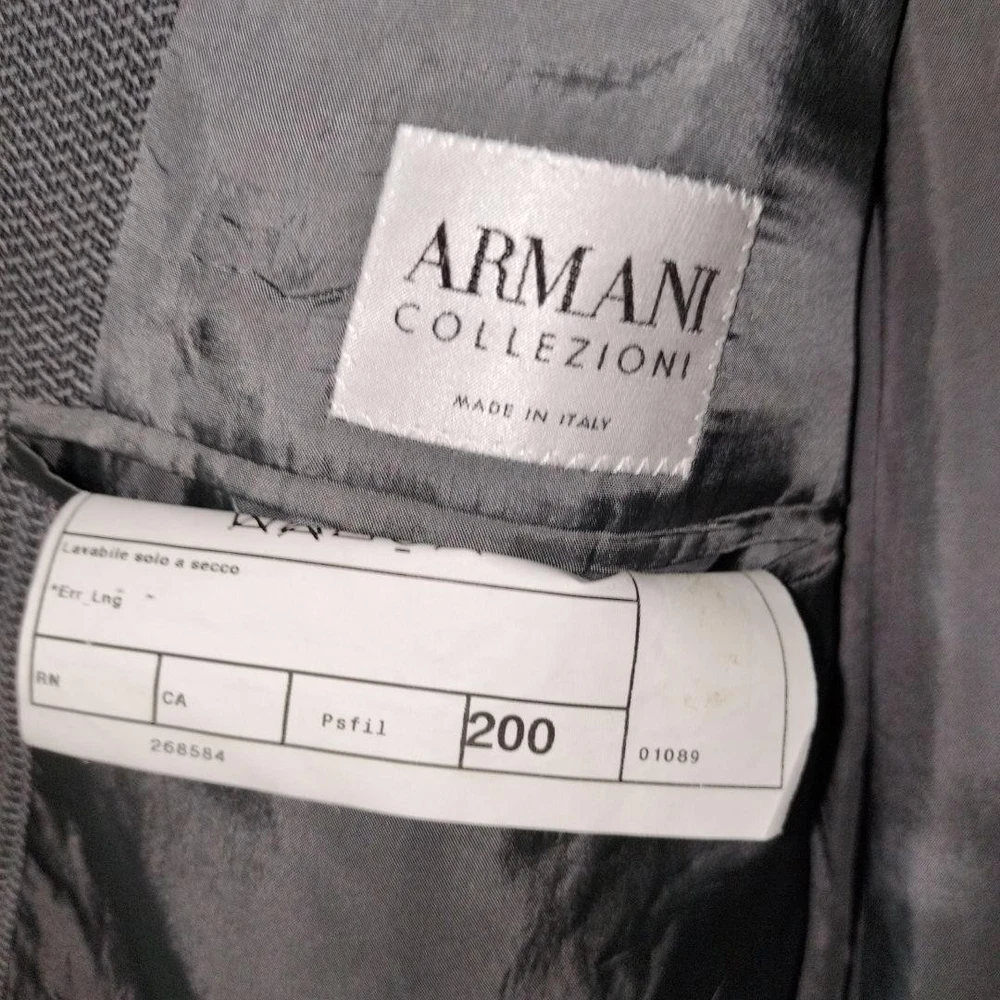 ARMANI
COLLEZIONI
MADE IN ITALY
Lavabile solo a secco
*Err_Lng
RN
CA
Psfil
200
268584
01089